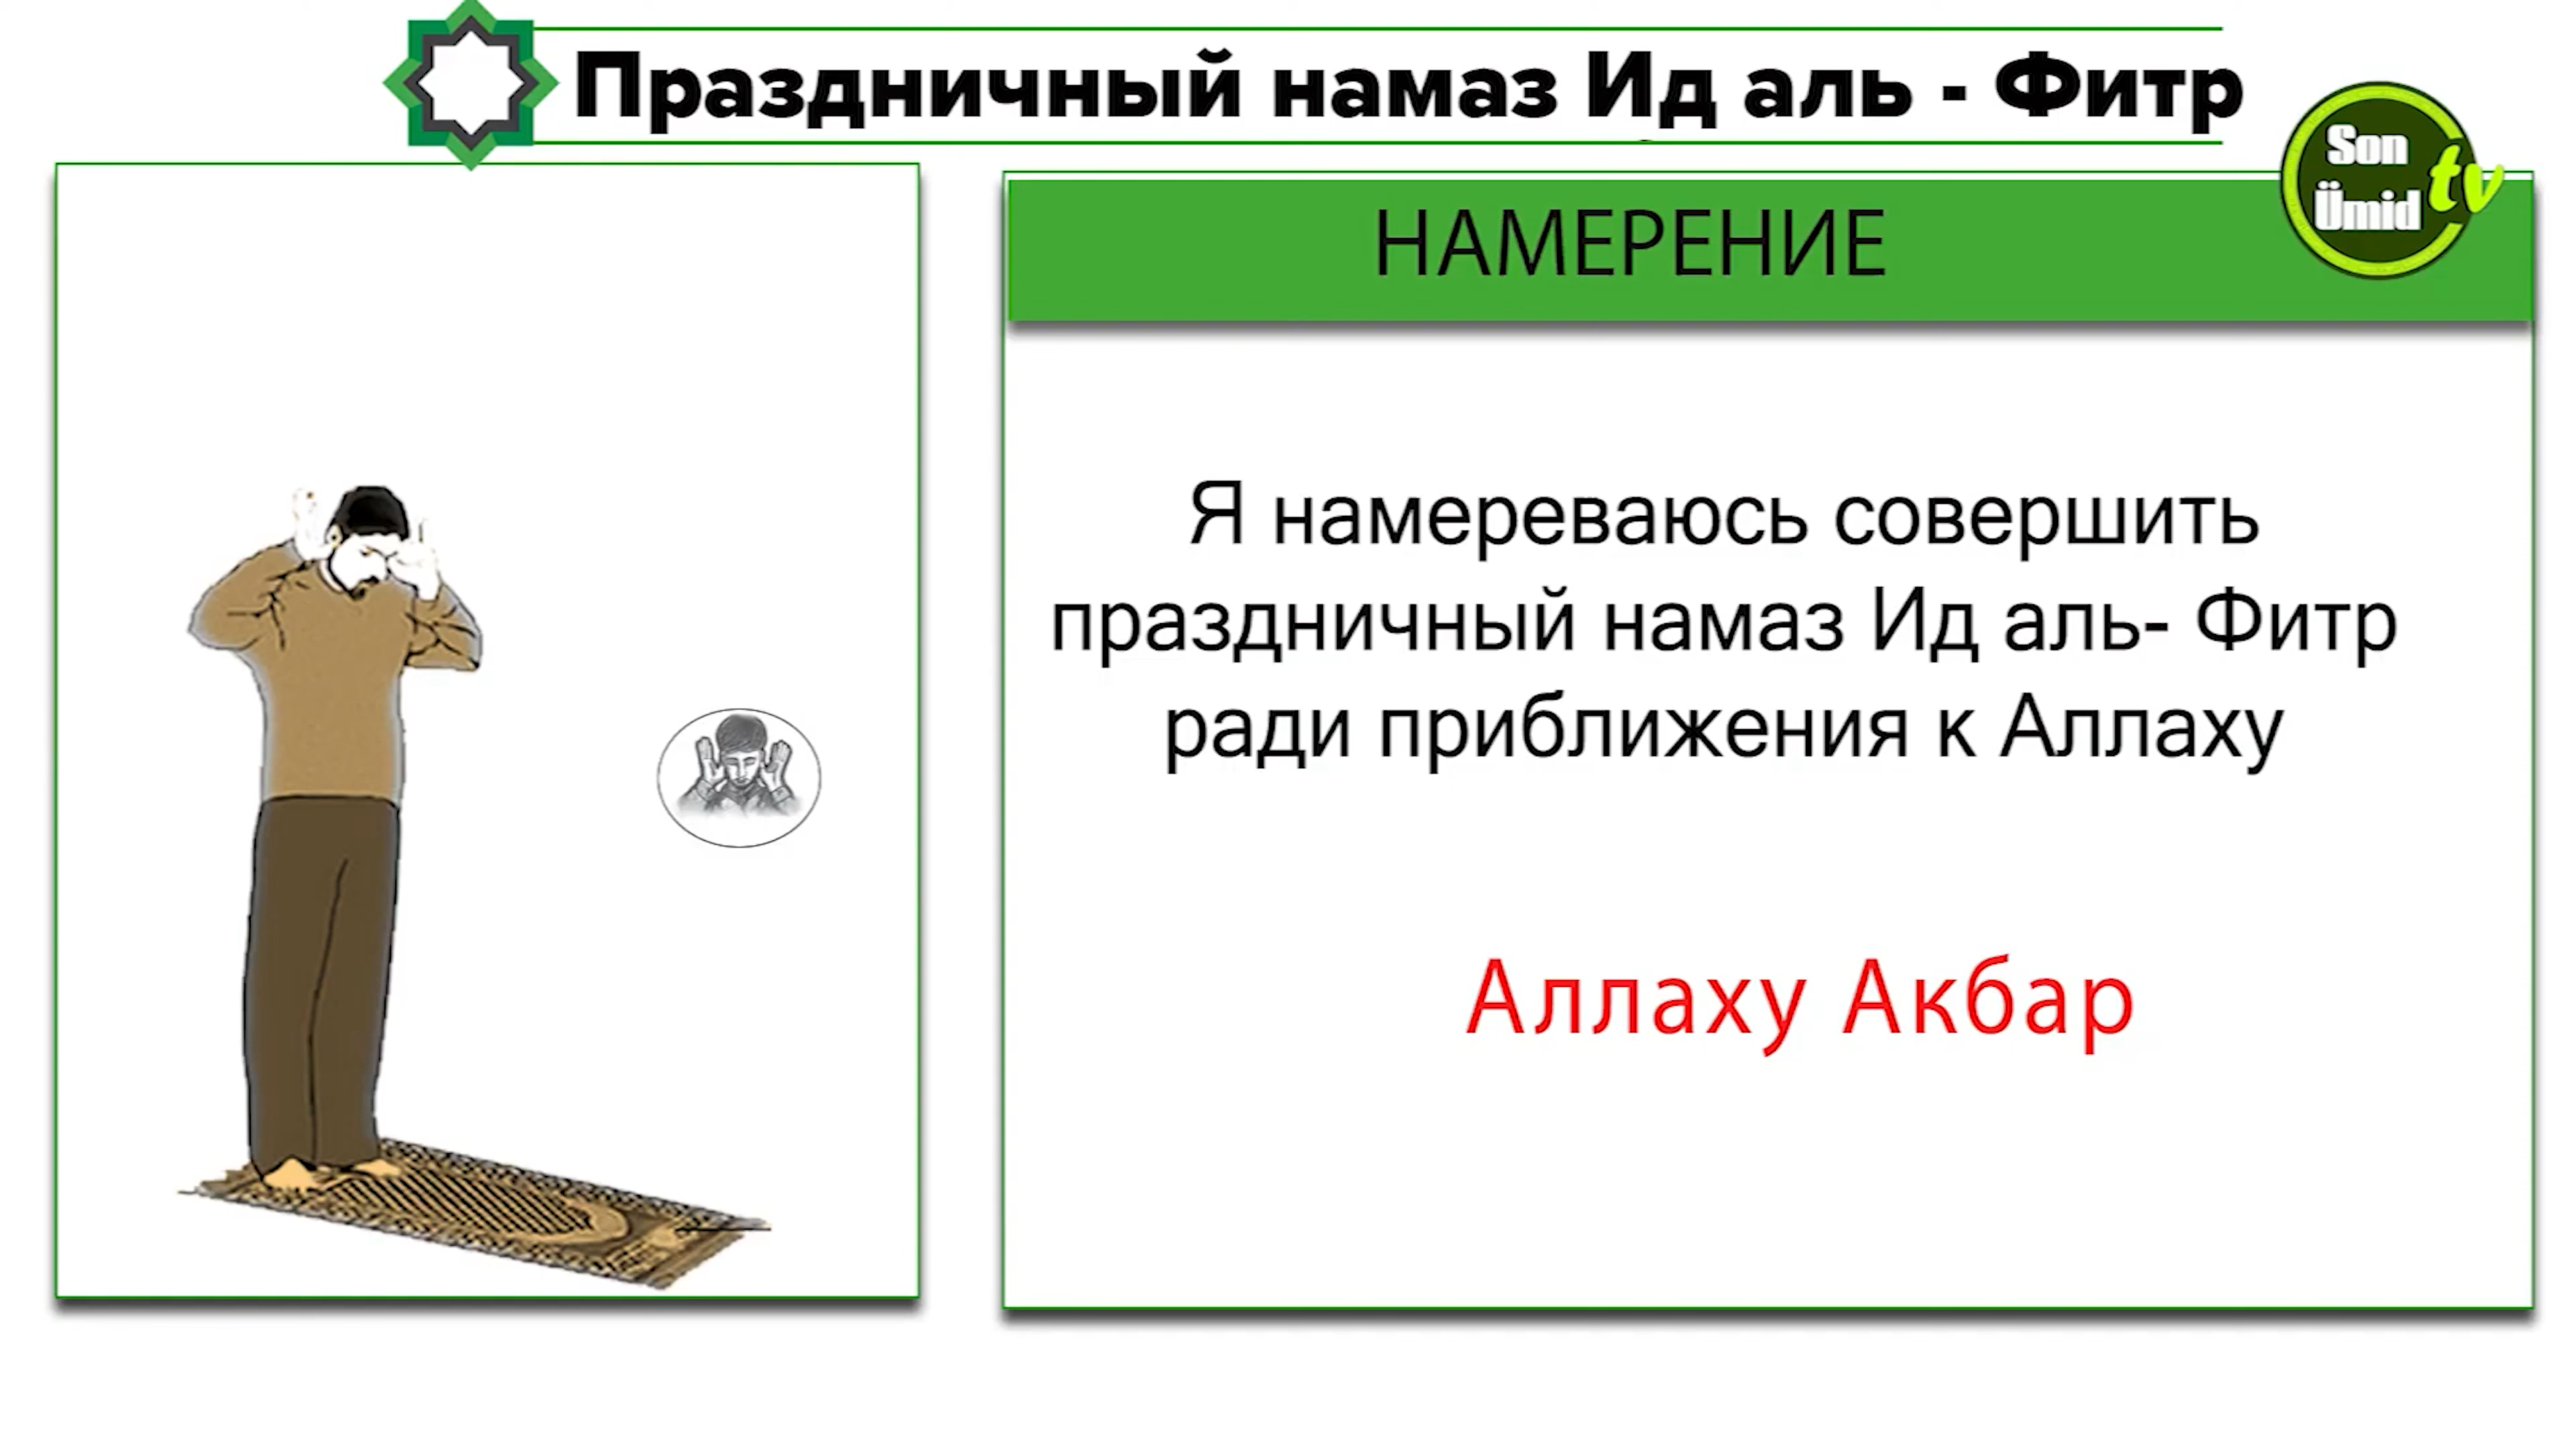 Праздничный намаз Ид аль - Фитр
Son
Ümid
tv
НАМЕРЕНИЕ
Я намереваюсь совершить
праздничный намаз Ид аль- Фитр
ради приближения к Аллаху
Аллаху Акбар